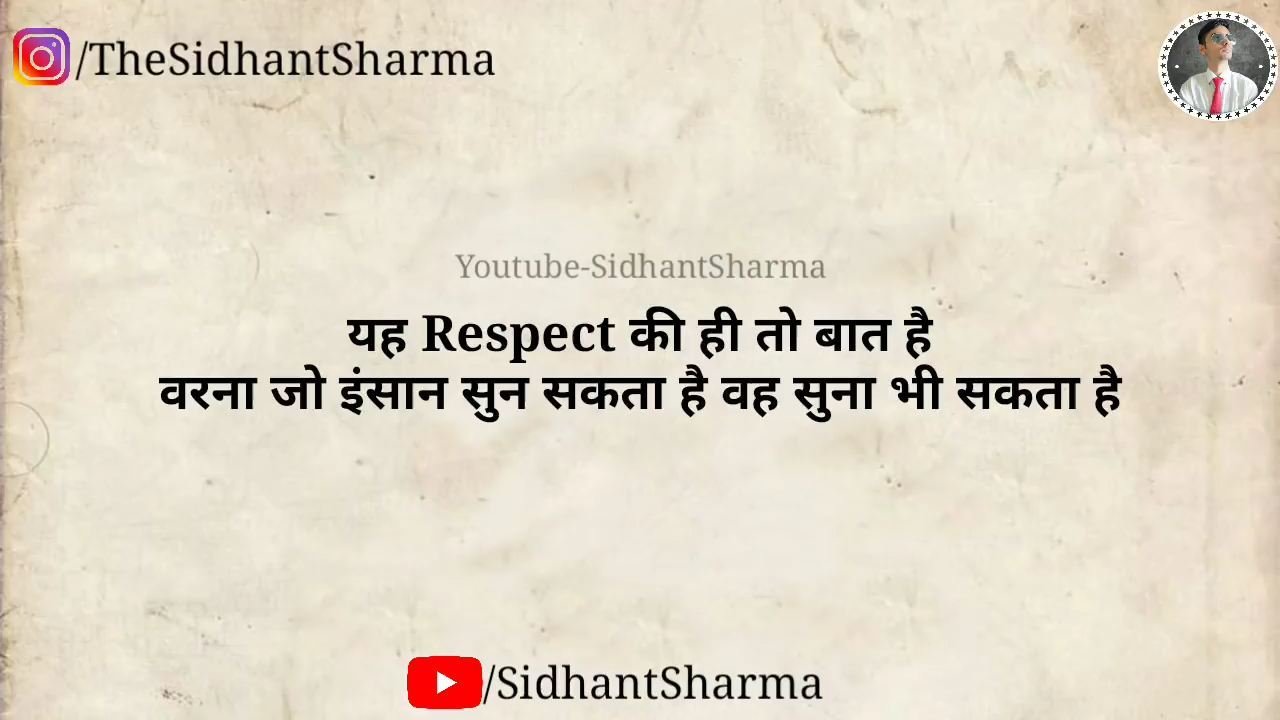 /TheSidhantSharma
Youtube-SidhantSharma
यह Respect की ही तो बात है
वरना जो इंसान सुन सकता है वह सुना भी सकता है
/SidhantSharma